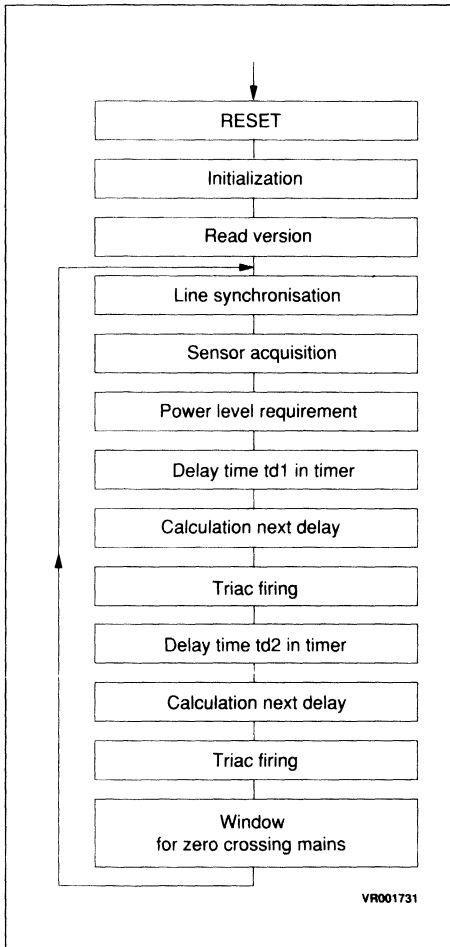 RESET
Initialization
Read version
Line synchronisation
Sensor acquisition
Power level requirement
Delay time td1 in timer
Calculation next delay
Triac firing
Delay time td2 in timer
Calculation next delay
Triac firing
Window
for zero crossing mains
VR001731